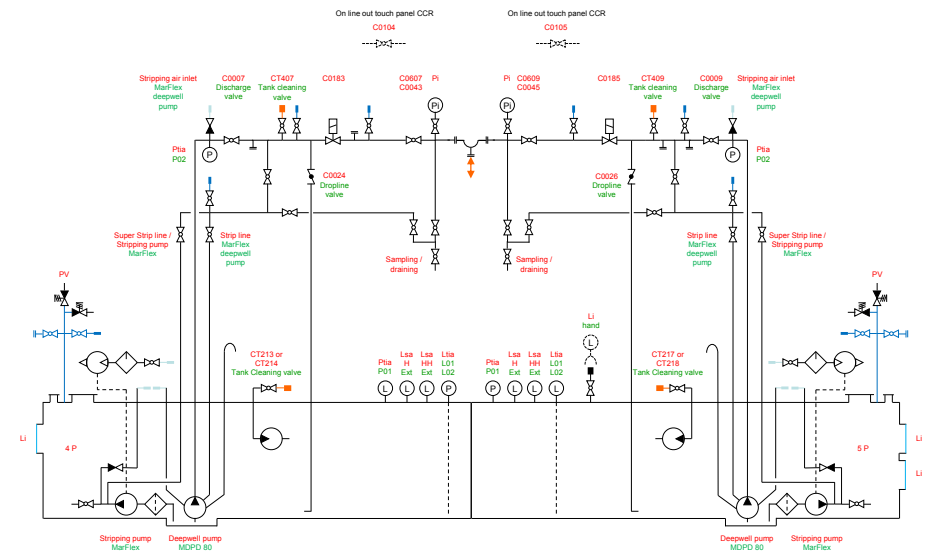 On line out touch panel CCR
C0104
On line out touch panel CCR
C0105
Stripping air inlet
MarFlex
deepwell
pump
C0007
Discharge
valve
CT407
Tank cleaning
valve
C0183
C0607
C0043
Pi
Pi
C0609
C0045
C0185
CT409
Tank cleaning
valve
C0009
Discharge
valve
Stripping air inlet
MarFlex
deepwell
pump
Pi
Pi
P
Ptia
P02
P
Ptia
P02
C0024
Dropline
valve
C0026
Dropline
valve
Super Strip line /
Stripping pump
MarFlex
Strip line
MarFlex
deepwell
pump
Sampling /
draining
Sampling /
draining
Strip line
MarFlex
deepwell
pump
Super Strip line /
Stripping pump
MarFlex
PV
PV
Li
hand
L
CT213 or
CT214
Tank Cleaning valve
Ptia
P01
Lsa
H
Ext
Lsa
HH
Ext
Ltia
L01
L02
Ptia
P01
Lsa
H
Ext
Lsa
HH
Ext
Ltia
L01
L02
CT217 or
CT218
Tank Cleaning valve
L
L
L
P
P
L
L
L
Li
4 P
5 P
Li
Li
Stripping pump
MarFlex
Deepwell pump
MDPD 80
Deepwell pump
MDPD 80
Stripping pump
MarFlex